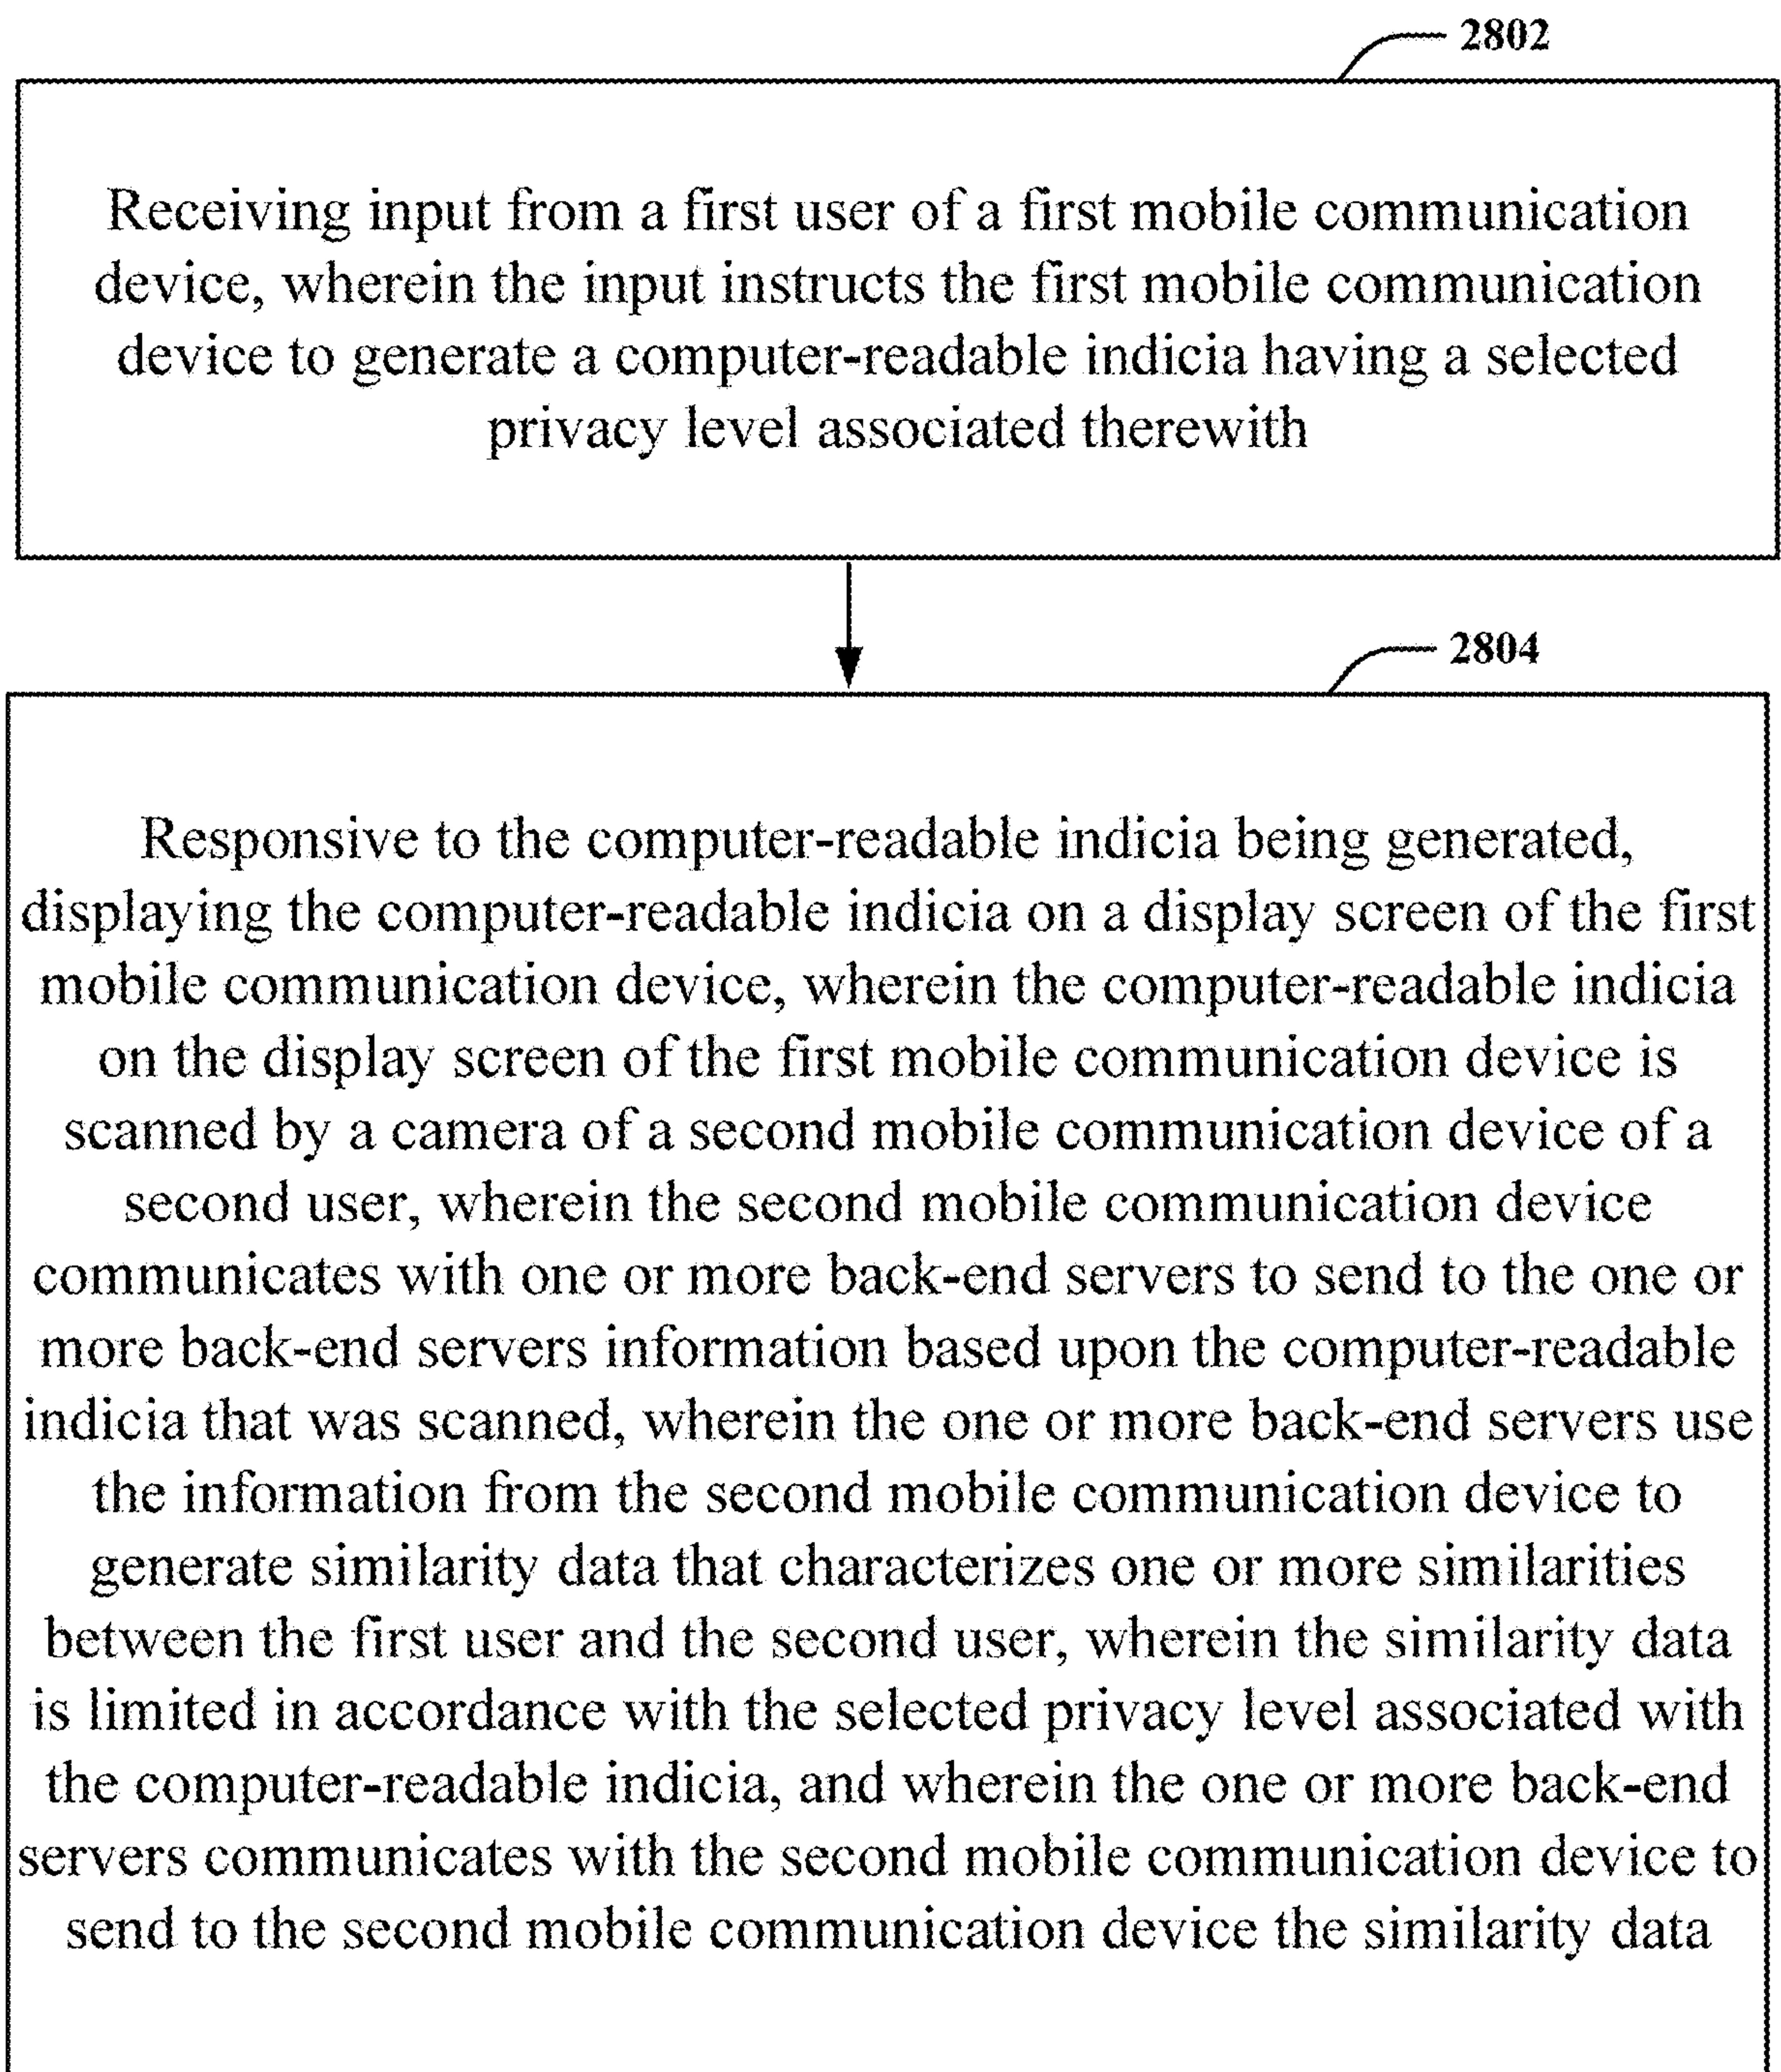 2802
Receiving input from a first user of a first mobile communication
device, wherein the input instructs the first mobile communication
device to generate a computer-readable indicia having a selected
privacy level associated therewith
2804
Responsive to the computer-readable indicia being generated,
displaying the computer-readable indicia on a display screen of the first
mobile communication device, wherein the computer-readable indicia
on the display screen of the first mobile communication device is
scanned by a camera of a second mobile communication device of a
second user, wherein the second mobile communication device
communicates with one or more back-end servers to send to the one or
more back-end servers information based upon the computer-readable
indicia that was scanned, wherein the one or more back-end servers use
the information from the second mobile communication device to
generate similarity data that characterizes one or more similarities
between the first user and the second user, wherein the similarity data
is limited in accordance with the selected privacy level associated with
the computer-readable indicia, and wherein the one or more back-end
servers communicates with the second mobile communication device to
send to the second mobile communication device the similarity data